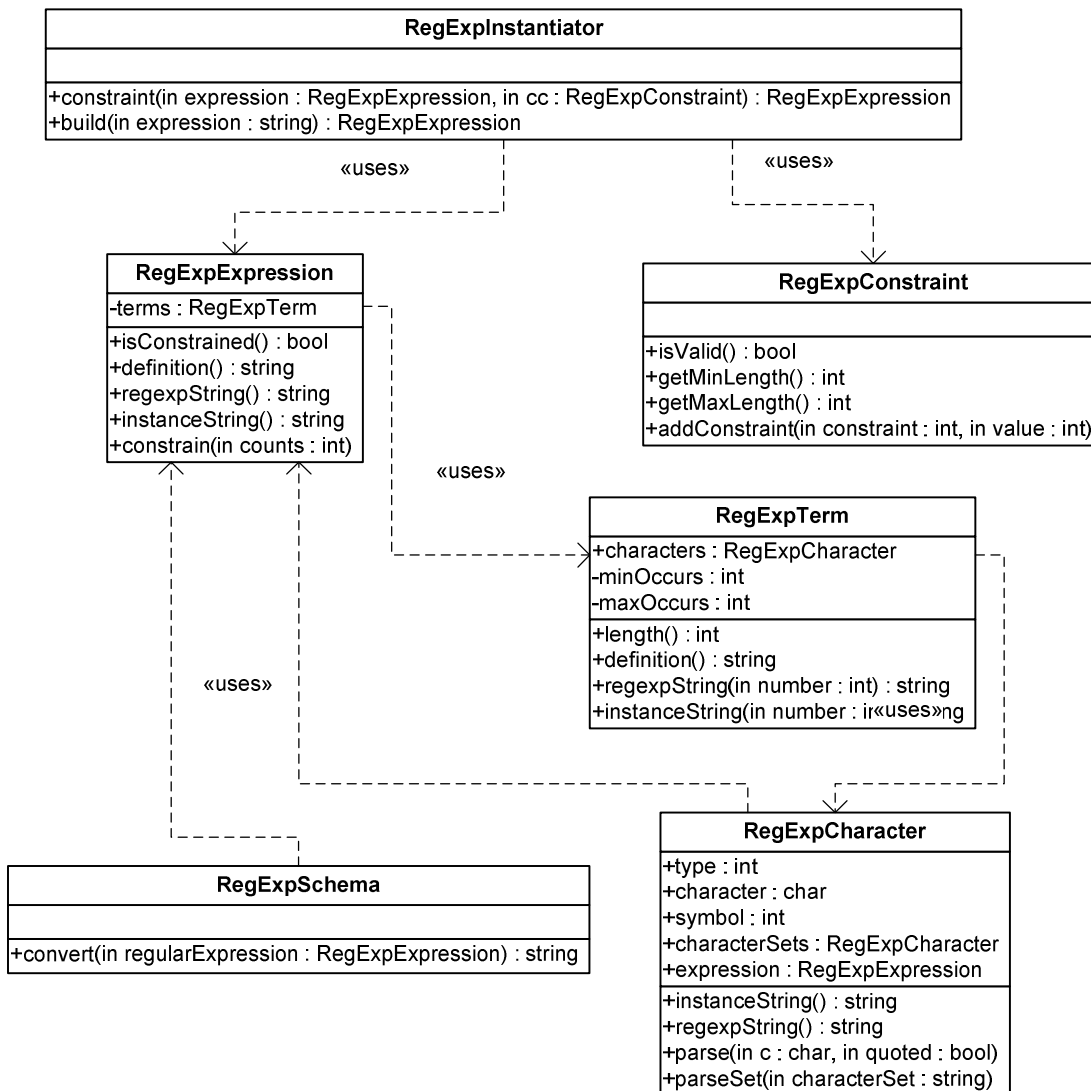 RegExpInstantiator
+constraint(in expression : RegExpExpression, in cc : RegExpConstraint) : RegExpExpression
+build(in expression : string) : RegExpExpression
«uses»
«uses»
RegExpExpression
-terms : RegExpTerm
+isConstrained() : bool
+definition() : string
+regexpString() : string
+instanceString() : string
+constrain(in counts : int)
RegExpConstraint
+isValid() : bool
+getMinLength() : int
+getMaxLength() : int
+addConstraint(in constraint : int, in value : int)
«uses»
RegExpTerm
+characters : RegExpCharacter
-minOccurs : int
-maxOccurs : int
+length() : int
+definition() : string
+regexpString(in number : int) : string
+instanceString(in number : in«uses»ng
«uses»
RegExpSchema
+convert(in regularExpression : RegExpExpression) : string
RegExpCharacter
+type : int
+character : char
+symbol : int
+characterSets : RegExpCharacter
+expression : RegExpExpression
+instanceString() : string
+regexpString() : string
+parse(in c : char, in quoted : bool)
+parseSet(in characterSet : string)